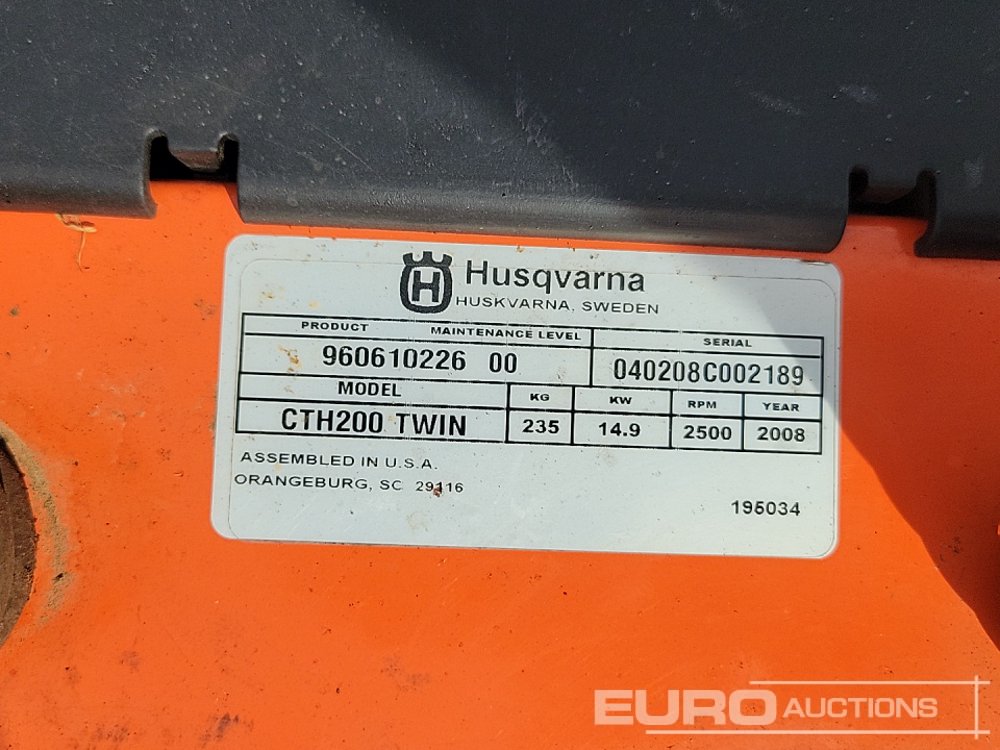 H Husqvarna
HUSKVARNA, SWEDEN
PRODUCT MAINTENANCE LEVEL SERIAL
960610226 00 040208C002189
MODEL KG KW RPM YEAR
CTH200 TWIN 235 14.9 2500 2008
ASSEMBLED IN U.S.A.
ORANGEBURG, SC 29116
195034
EURO AUCTIONS